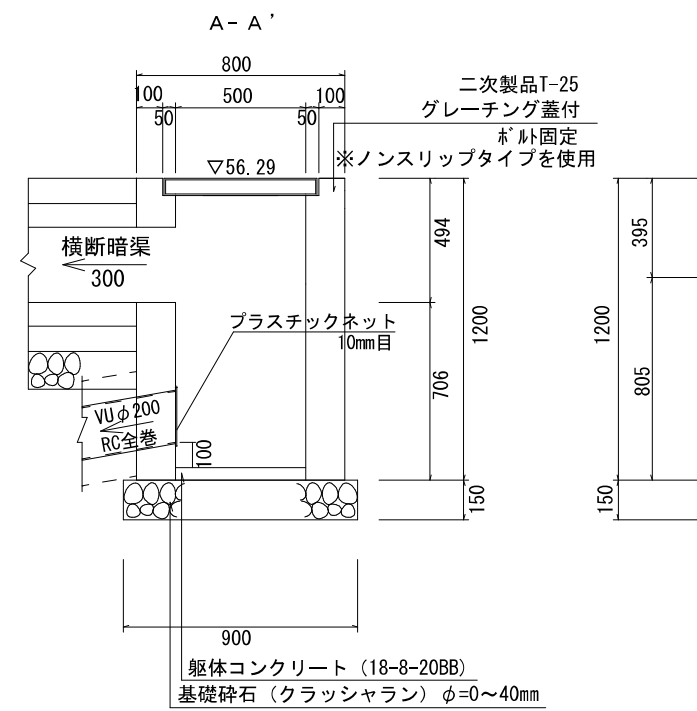 A-A'
800
100
500
100
50
50
二次製品T-25
グレーチング蓋付
ボルト固定
※ノンスリップタイプを使用
▽56.29
横断暗渠
300
494
395
1200
1200
プラスチックネット
10mm目
706
805
VUφ200
RC全巻
100
150
150
900
躯体コンクリート（18-8-20BB）
基礎砕石（クラッシャラン）φ=0～40mm